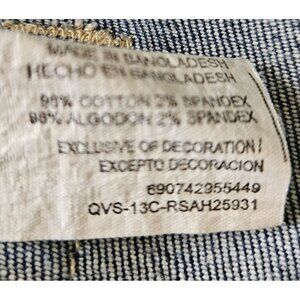 MADE IN BANGLADESH
HECHO EN BANGLADESH
98% COTTON 2% SPANDEX
98% ALGODON 2% SPANDEX
EXCLUSIVE OF DECORATION /
EXCEPTO DECORACION
690742955449
QVS-13C-RSAH25931